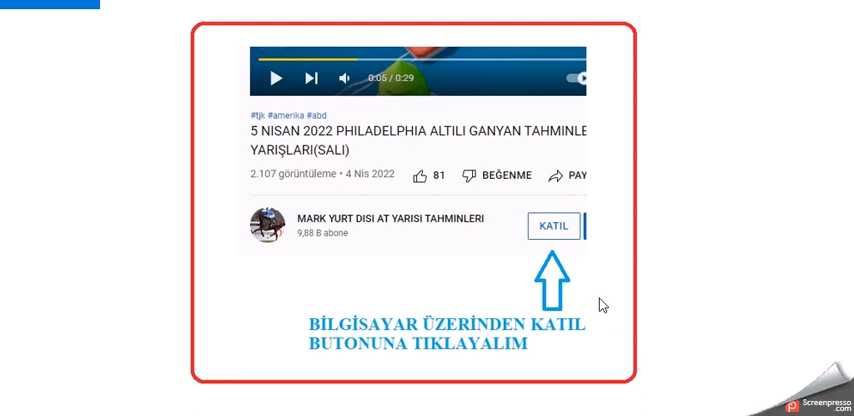 0:05 / 0:29
#tjk #amerika #abd
5 NISAN 2022 PHILADELPHIA ALTILI GANYAN TAHMINLE
YARIŞLARI(SALI)
2.107 görüntüleme • 4 Nis 2022 81 BEĞENME PAY
MARK YURT DISI AT YARISI TAHMINLERI
9,88 B abone
KATIL
BİLGİSAYAR ÜZERİNDEN KATIL
BUTONUNA TIKLAYALIM
Screenpresso
.com